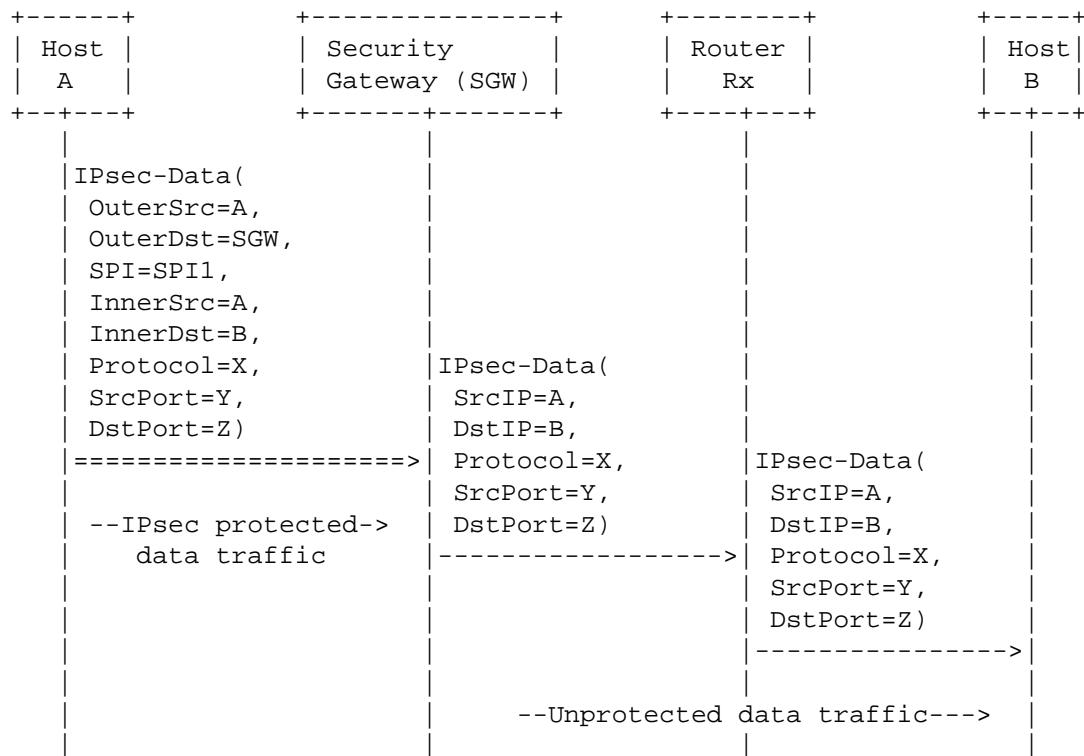 +------+ +---------------+ +--------+ +-----+
| Host | | Security | | Router | | Host|
| A | | Gateway (SGW) | | Rx | | B |
+--+---+ +-------+-------+ +----+---+ +--+--+
| | | |
|IPsec-Data( | | |
| OuterSrc=A, | | |
| OuterDst=SGW, | | |
| SPI=SPI1, | | |
| InnerSrc=A, | | |
| InnerDst=B, | | |
| Protocol=X, |IPsec-Data( | |
| SrcPort=Y, | SrcIP=A, | |
| DstPort=Z) | DstIP=B, | |
|=====================>| Protocol=X, |IPsec-Data( |
| | SrcPort=Y, | SrcIP=A, |
| --IPsec protected-> | DstPort=Z) | DstIP=B, |
| data traffic |------------------>| Protocol=X, |
| | | SrcPort=Y, |
| | | DstPort=Z) |
| | |---------------->|
| | | |
| | --Unprotected data traffic---> |
| | | |